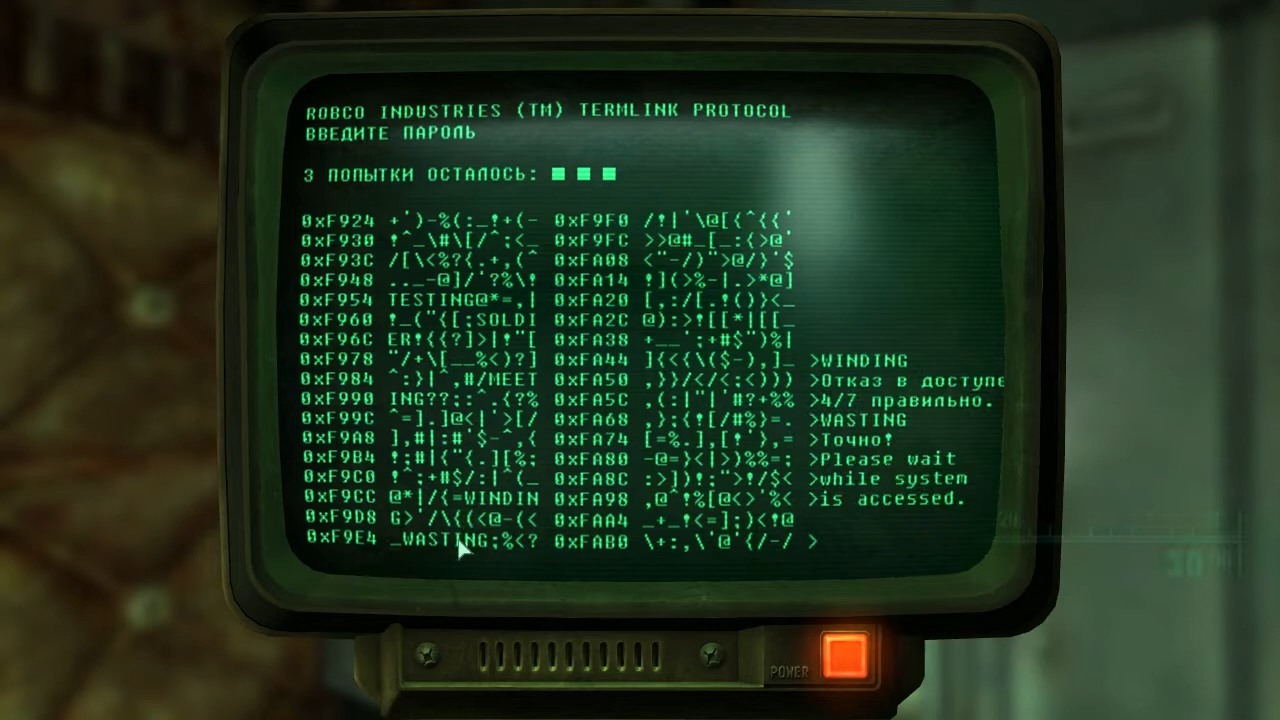 ROBCO INDUSTRIES (TM) TERMLINK PROTOCOL
ВВЕДИТЕ ПАРОЛЬ
3 ПОПЫТКИ ОСТАЛОСЬ: ■ ■ ■
0xF924 +')-%(:_!+(- 0xF9F0 /!|'\@[{^{{'
0xF930 !^_\#\[/^;<_ 0xF9FC >>@#_[_:{>@'
0xF93C /[\<%?{.+,(^ 0xFA08 <"-/)">@/}'$
0xF948 .._-@]/'?%\! 0xFA14 !](>%-|.>*@]
0xF954 TESTING@*=,| 0xFA20 [,:/[.!()}<_
0xF960 !_("{[;SOLDI 0xFA2C @):>![[*|[[_
0xF96C ER!{{?]>|!"[ 0xFA38 +__';+#$")%|
0xF978 "/+\[__%<)?] 0xFA44 ]{<{\($-),]_ >WINDING
0xF984 ^:}|^,#/MEET 0xFA50 ,}}/</<;<))) >Отказ в доступе
0xF990 ING??;:^.{?% 0xFA5C ,(:|"|'#?+%% >4/7 правильно.
0xF99C ^=].]@<|'>[/ 0xFA68 ,};{![/#%}=. >WASTING
0xF9A8 ],#|:#'$-^,{ 0xFA74 [=%.],[!'},= >Точно!
0xF9B4 !;#|{"{.][%; 0xFA80 -@=}<|>)%%=; >Please wait
0xF9C0 !^;+#$/:|^(_ 0xFA8C :>])!:">!/$< >while system
0xF9CC @*|/{=WINDIN 0xFA98 ,@^!%[@<>'%< >is accessed.
0xF9D8 G>'/\{((<@-(< 0xFAA4 _+_!<=];)<!@
0xF9E4 _WASTING;%<? 0xFAB0 \+:,\'@'{/-/ >
POWER